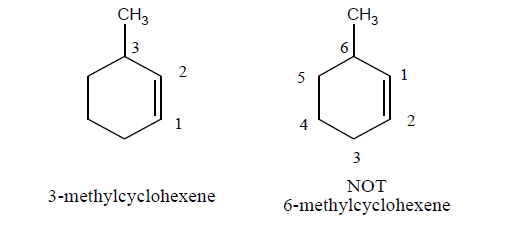 CH3 CH3
3 6
2 5 1
1 4 2
3
3-methylcyclohexene NOT
6-methylcyclohexene